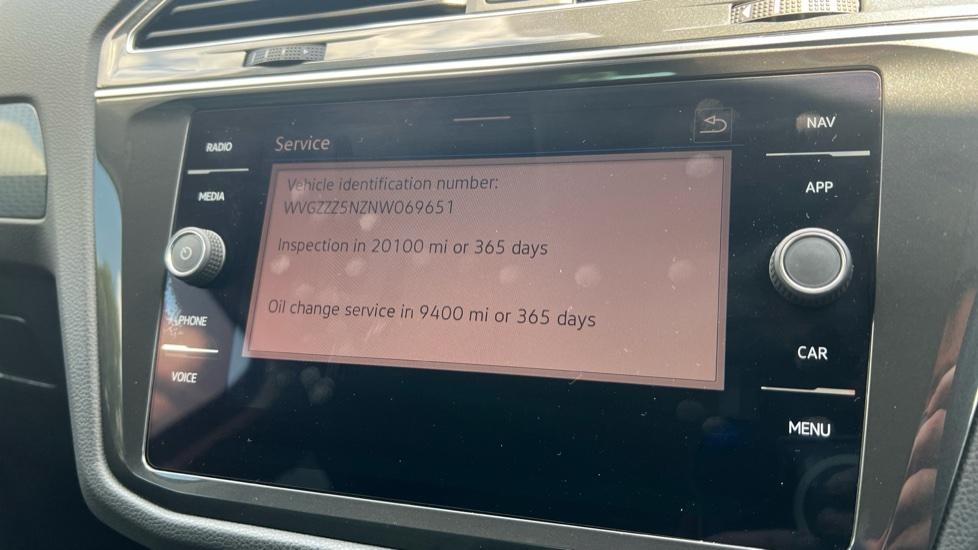 RADIO
MEDIA
PHONE
VOICE
Service
Vehicle identification number:
WVGZZZ5NZNW069651
Inspection in 20100 mi or 365 days
Oil change service in 9400 mi or 365 days
NAV
APP
CAR
MENU